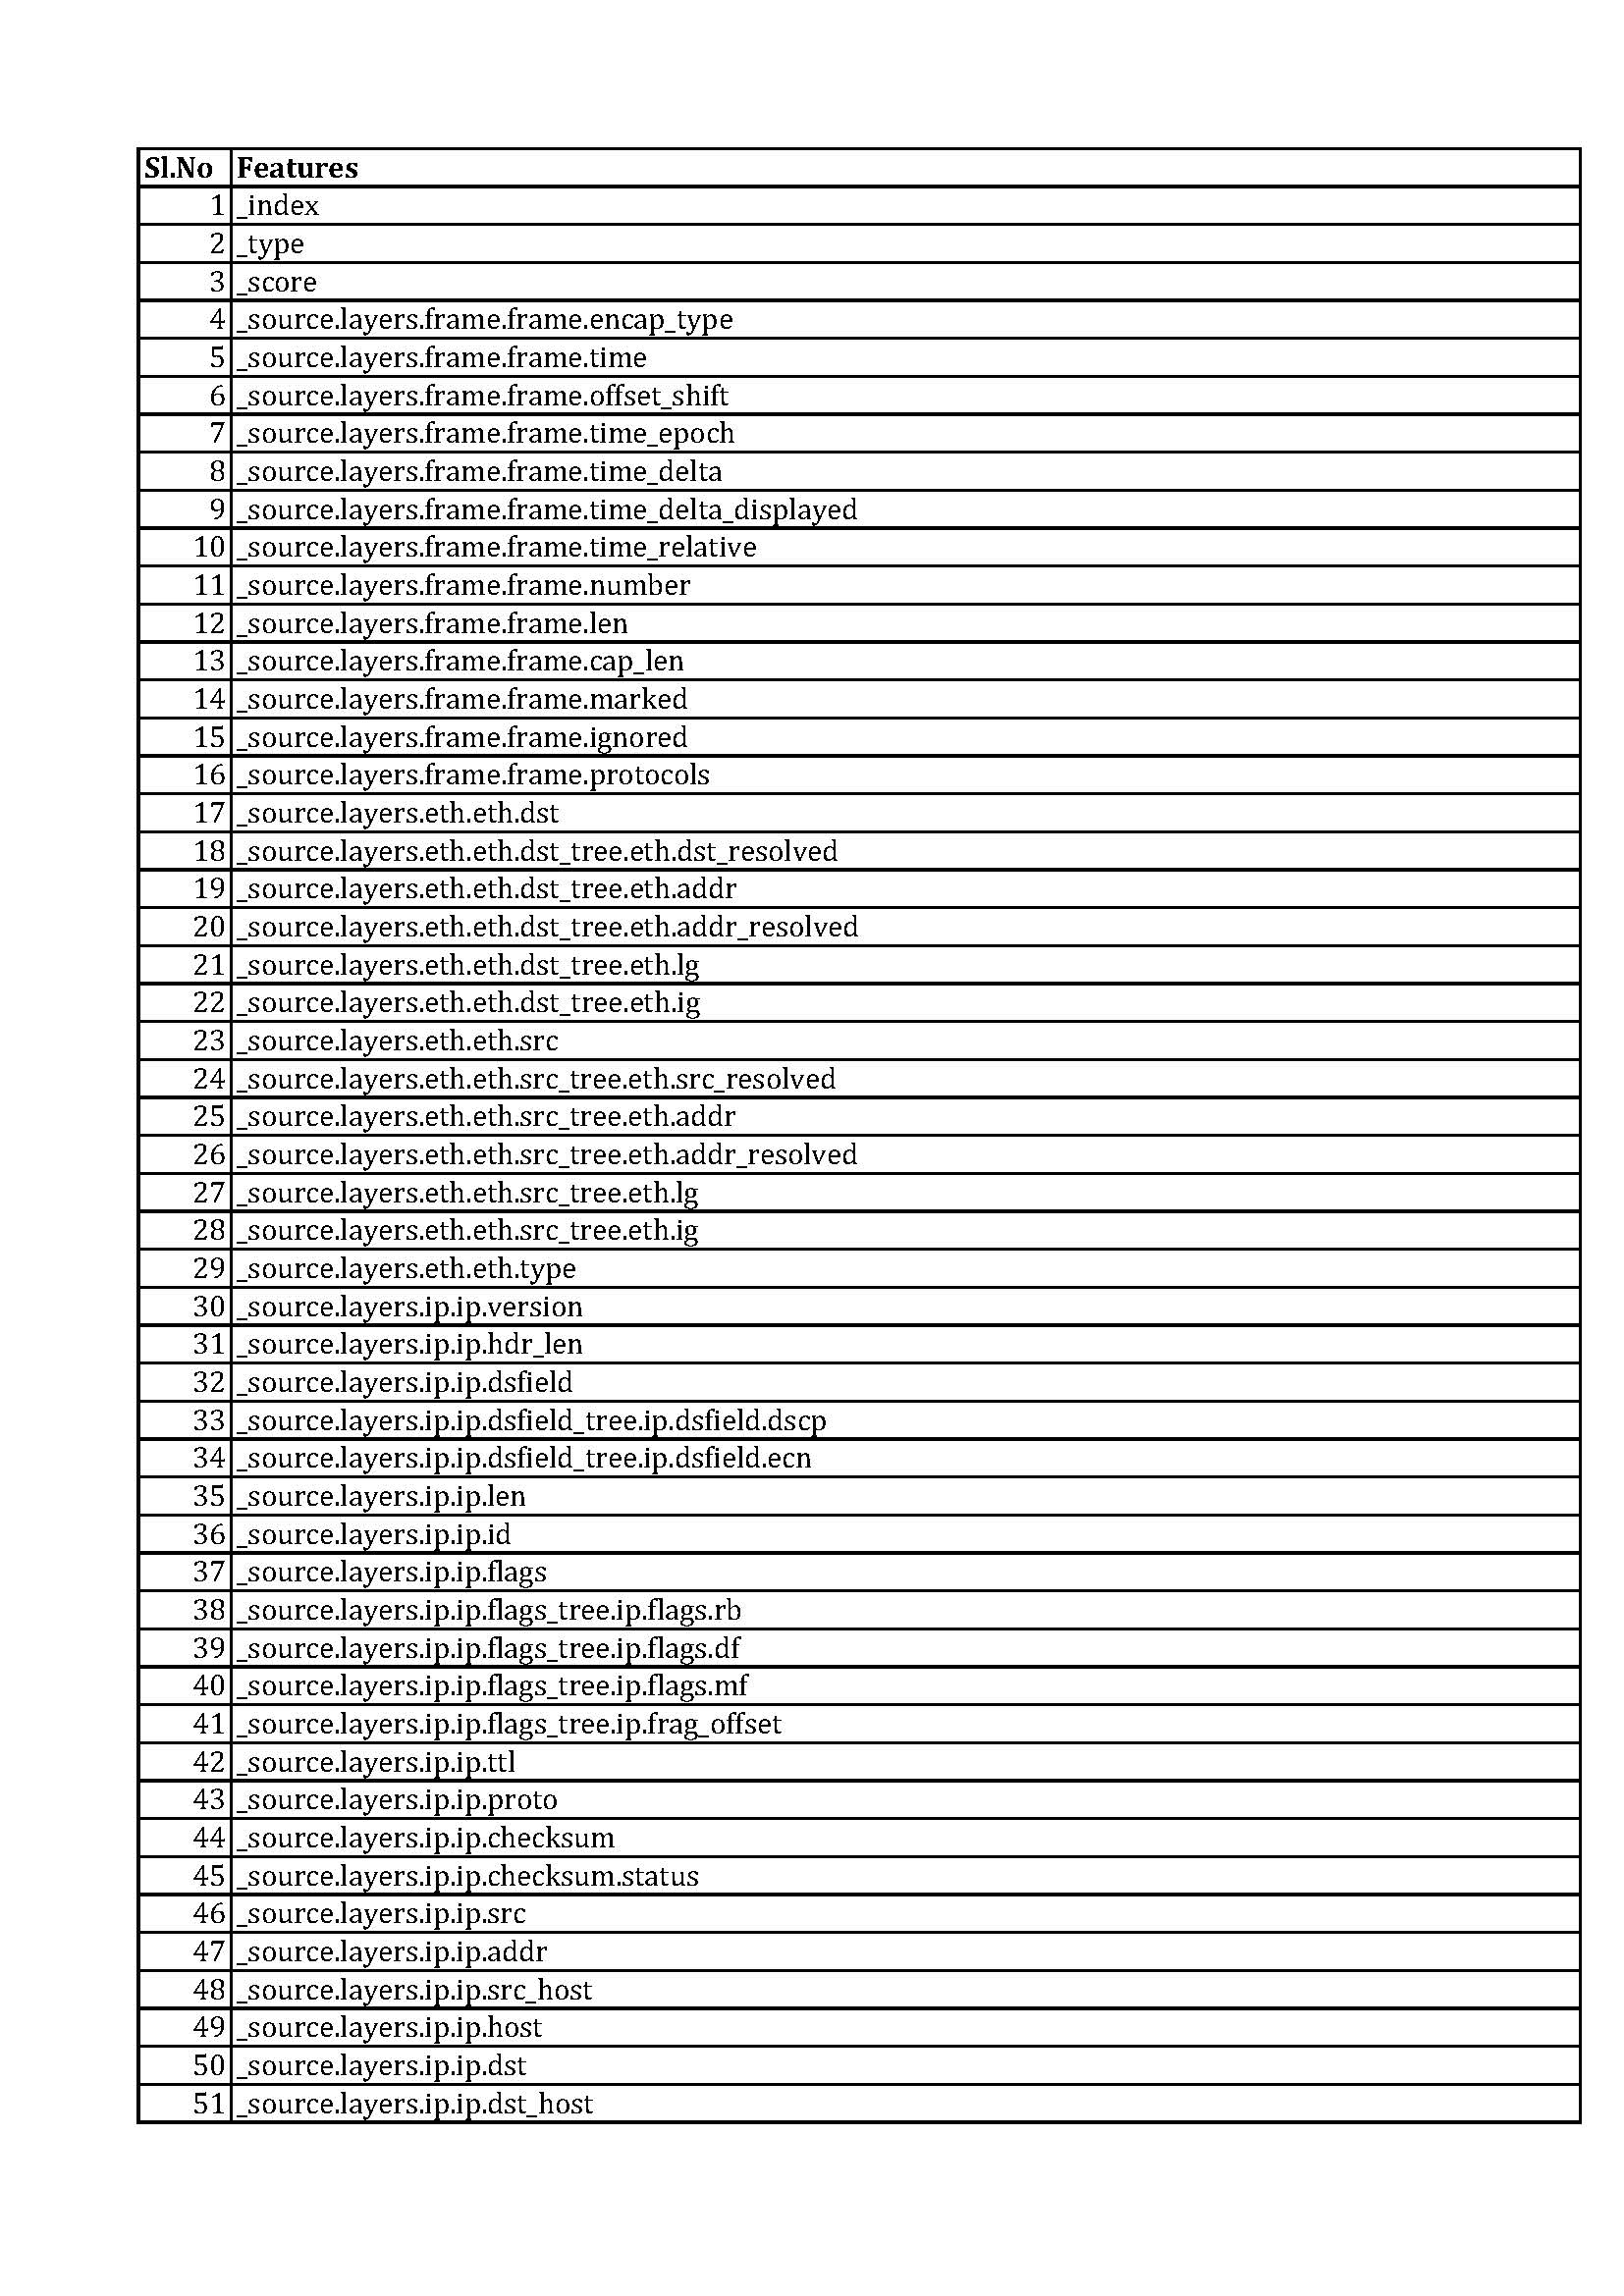 Sl.No Features
1 _index
2 _type
3 _score
4 _source.layers.frame.frame.encap_type
5 _source.layers.frame.frame.time
6 _source.layers.frame.frame.offset_shift
7 _source.layers.frame.frame.time_epoch
8 _source.layers.frame.frame.time_delta
9 _source.layers.frame.frame.time_delta_displayed
10 _source.layers.frame.frame.time_relative
11 _source.layers.frame.frame.number
12 _source.layers.frame.frame.len
13 _source.layers.frame.frame.cap_len
14 _source.layers.frame.frame.marked
15 _source.layers.frame.frame.ignored
16 _source.layers.frame.frame.protocols
17 _source.layers.eth.eth.dst
18 _source.layers.eth.eth.dst_tree.eth.dst_resolved
19 _source.layers.eth.eth.dst_tree.eth.addr
20 _source.layers.eth.eth.dst_tree.eth.addr_resolved
21 _source.layers.eth.eth.dst_tree.eth.lg
22 _source.layers.eth.eth.dst_tree.eth.ig
23 _source.layers.eth.eth.src
24 _source.layers.eth.eth.src_tree.eth.src_resolved
25 _source.layers.eth.eth.src_tree.eth.addr
26 _source.layers.eth.eth.src_tree.eth.addr_resolved
27 _source.layers.eth.eth.src_tree.eth.lg
28 _source.layers.eth.eth.src_tree.eth.ig
29 _source.layers.eth.eth.type
30 _source.layers.ip.ip.version
31 _source.layers.ip.ip.hdr_len
32 _source.layers.ip.ip.dsfield
33 _source.layers.ip.ip.dsfield_tree.ip.dsfield.dscp
34 _source.layers.ip.ip.dsfield_tree.ip.dsfield.ecn
35 _source.layers.ip.ip.len
36 _source.layers.ip.ip.id
37 _source.layers.ip.ip.flags
38 _source.layers.ip.ip.flags_tree.ip.flags.rb
39 _source.layers.ip.ip.flags_tree.ip.flags.df
40 _source.layers.ip.ip.flags_tree.ip.flags.mf
41 _source.layers.ip.ip.flags_tree.ip.frag_offset
42 _source.layers.ip.ip.ttl
43 _source.layers.ip.ip.proto
44 _source.layers.ip.ip.checksum
45 _source.layers.ip.ip.checksum.status
46 _source.layers.ip.ip.src
47 _source.layers.ip.ip.addr
48 _source.layers.ip.ip.src_host
49 _source.layers.ip.ip.host
50 _source.layers.ip.ip.dst
51 _source.layers.ip.ip.dst_host